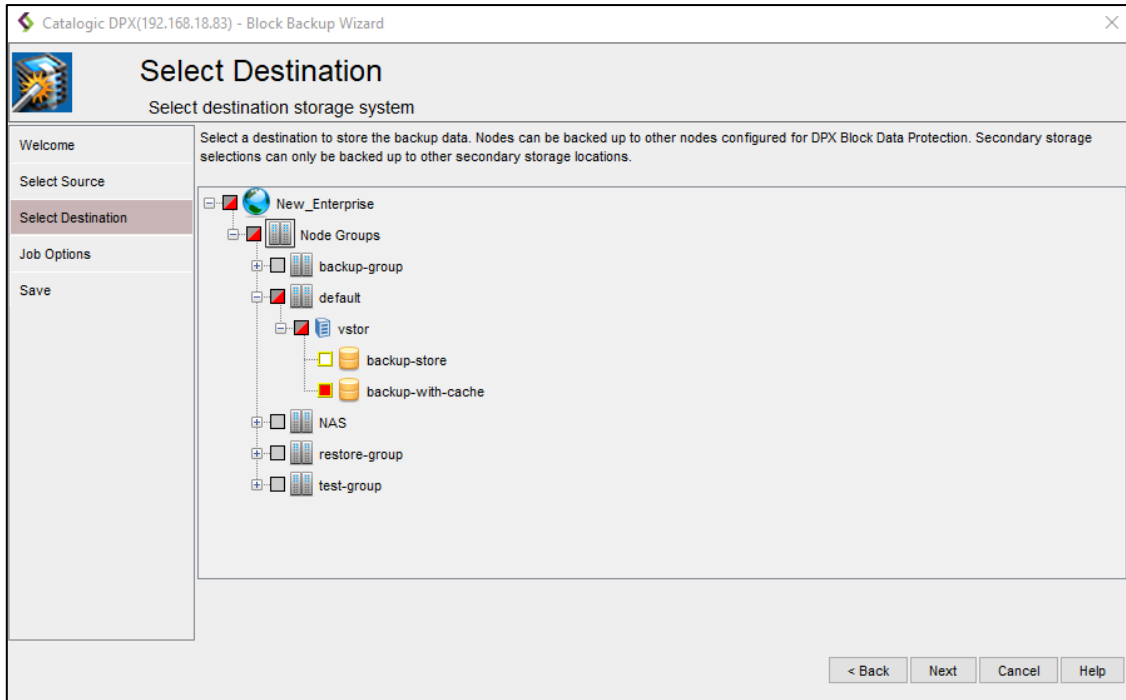 Catalogic DPX(192.168.18.83) - Block Backup Wizard
Select Destination
Select destination storage system
Welcome
Select Source
Select Destination
Job Options
Save
Select a destination to store the backup data. Nodes can be backed up to other nodes configured for DPX Block Data Protection. Secondary storage
selections can only be backed up to other secondary storage locations.
New_Enterprise
Node Groups
backup-group
default
vstor
backup-store
backup-with-cache
NAS
restore-group
test-group
< Back
Next
Cancel
Help